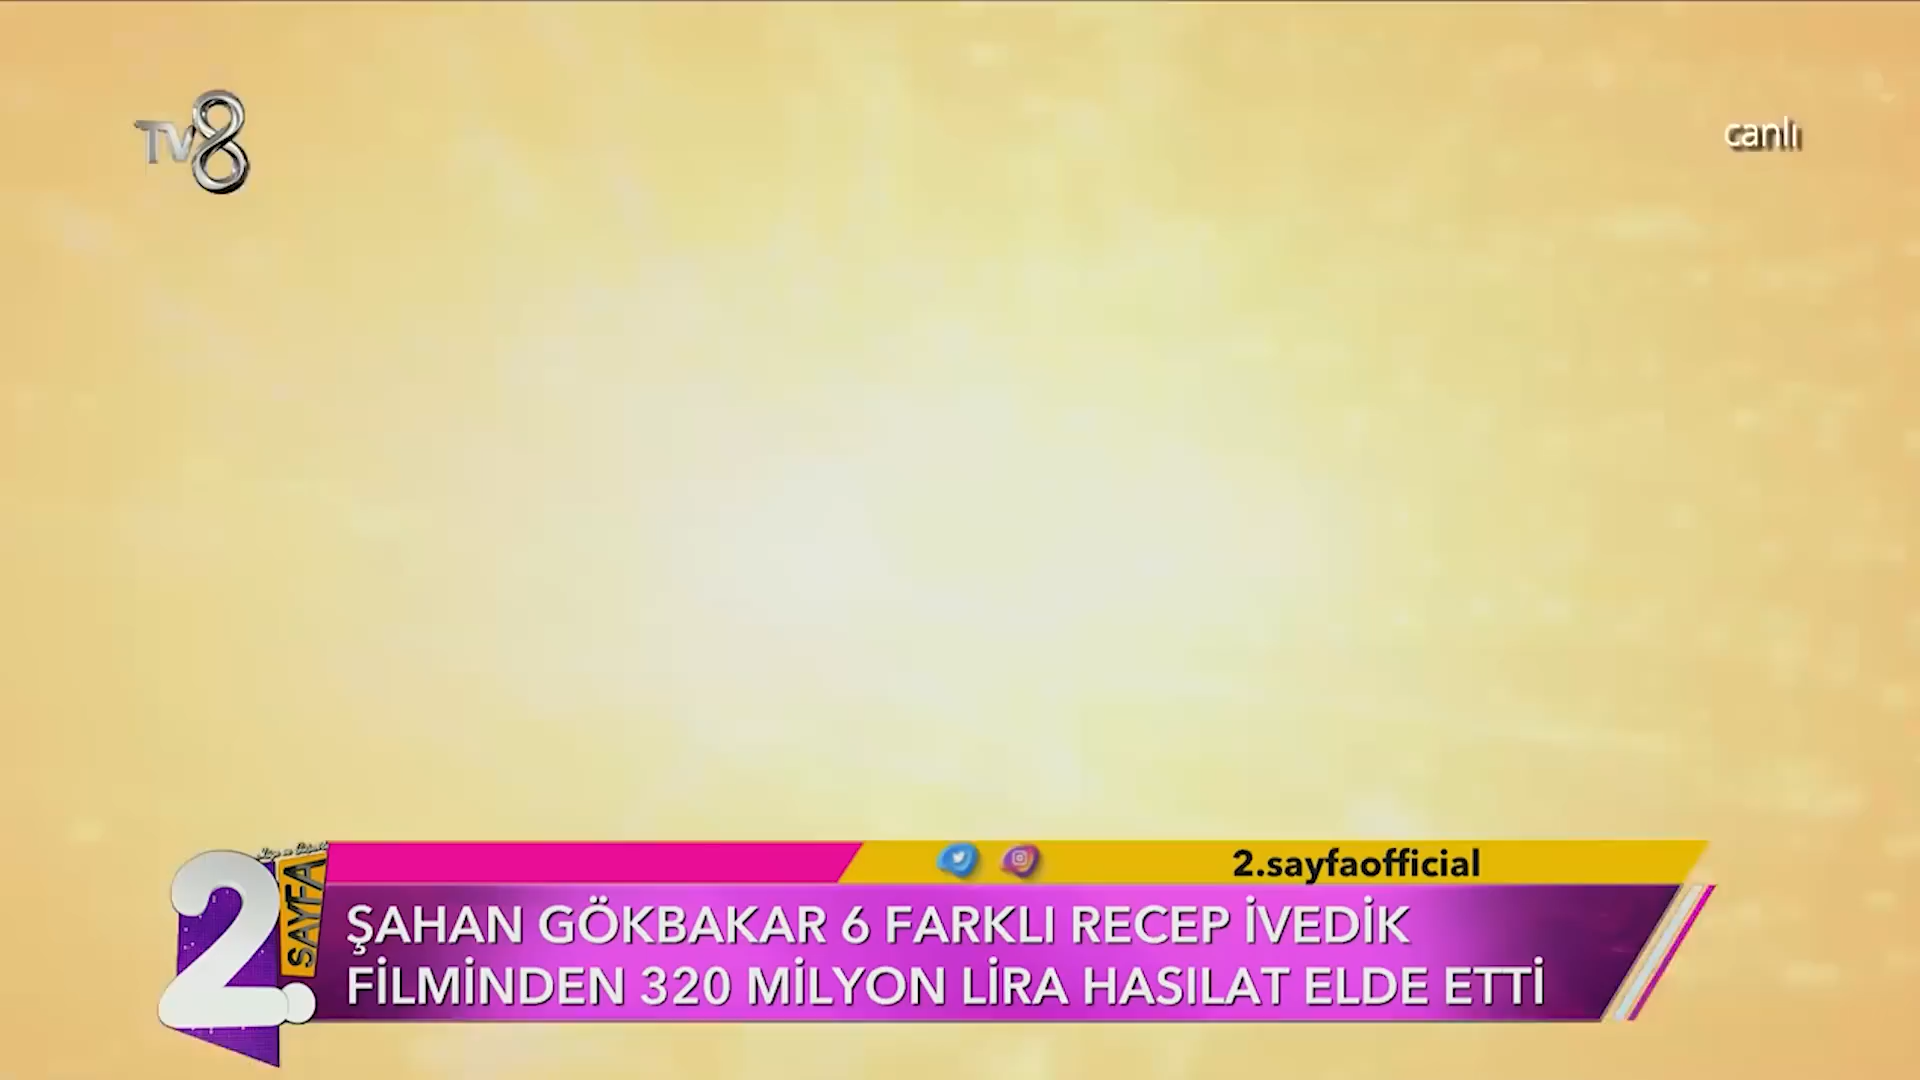 TV8
canlı
2.sayfaofficial
2. SAYFA
ŞAHAN GÖKBAKAR 6 FARKLI RECEP İVEDİK
FİLMİNDEN 320 MİLYON LİRA HASILAT ELDE ETTİ